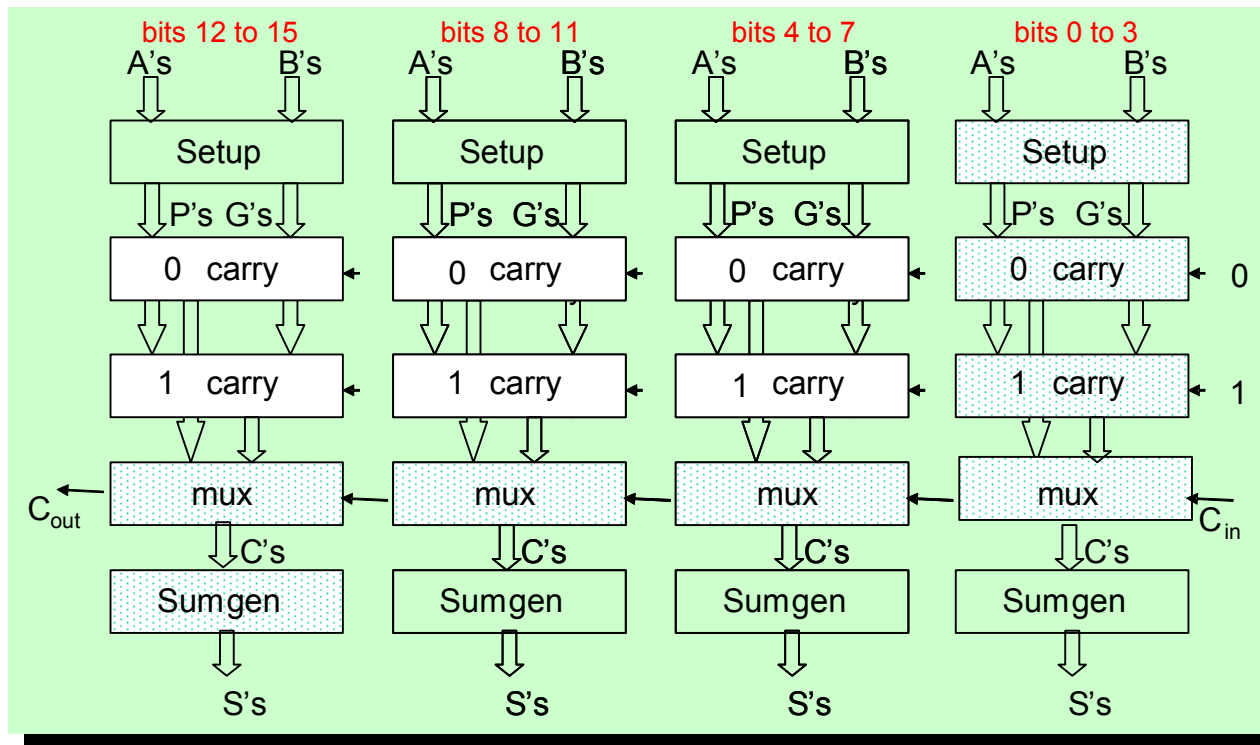 bits 12 to 15 bits 8 to 11 bits 4 to 7 bits 0 to 3
A's B's A's B's A's B's A's B's
Setup Setup Setup Setup
P's G's P's G's P's G's P's G's
0 carry 0 carry 0 carry 0 carry 0
1 carry 1 carry 1 carry 1 carry 1
mux mux mux mux
Cout Cin
C's C's C's C's
Sumgen Sumgen Sumgen Sumgen
S's S's S's S's